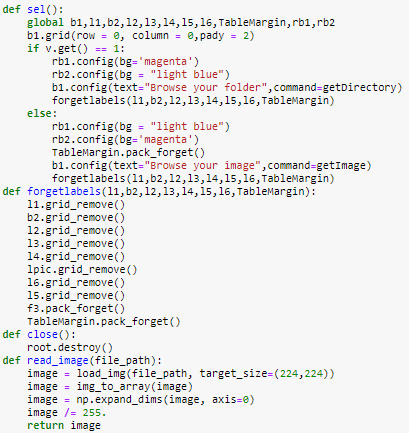 def sel():
    global b1,l1,b2,l2,l3,l4,l5,l6,TableMargin,rb1,rb2
    b1.grid(row = 0, column = 0,pady = 2)
    if v.get() == 1:
        rb1.config(bg='magenta')
        rb2.config(bg = "light blue")
        b1.config(text="Browse your folder",command=getDirectory)
        forgetlabels(l1,b2,l2,l3,l4,l5,l6,TableMargin)
    else:
        rb1.config(bg = "light blue")
        rb2.config(bg='magenta')
        TableMargin.pack_forget()
        b1.config(text="Browse your image",command=getImage)
        forgetlabels(l1,b2,l2,l3,l4,l5,l6,TableMargin)
def forgetlabels(l1,b2,l2,l3,l4,l5,l6,TableMargin):
    l1.grid_remove()
    b2.grid_remove()
    l2.grid_remove()
    l3.grid_remove()
    l4.grid_remove()
    lpic.grid_remove()
    l6.grid_remove()
    l5.grid_remove()
    f3.pack_forget()
    TableMargin.pack_forget()
def close():
    root.destroy()
def read_image(file_path):
    image = load_img(file_path, target_size=(224,224))
    image = img_to_array(image)
    image = np.expand_dims(image, axis=0)
    image /= 255.
    return image